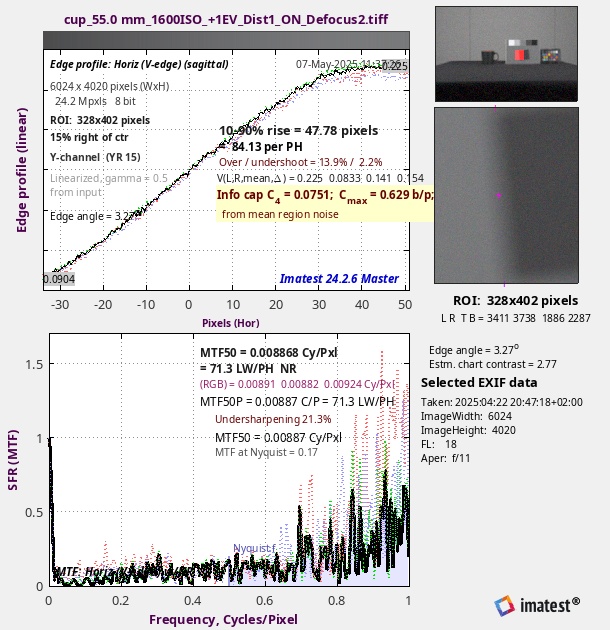 cup_55.0 mm_1600ISO_+1EV_Dist1_ON_Defocus2.tiff
Edge profile: Horiz (V-edge) (sagittal)
07-May-2025
0.225
6024 x 4020 pixels (WxH)
24.2 Mpxls 8 bit
ROI: 328x402 pixels
15% right of ctr
10-90% rise = 47.78 pixels
= 84.13 per PH
Y-channel (YR 15)
Over / undershoot = 13.9% / 2.2%
Linearized, gamma = 0.5
from input
V(L,R,mean,Δ) = 0.225 0.0833 0.141 0.154
Info cap C4 = 0.0751; Cmax = 0.629 b/p;
from mean region noise
Edge angle = 3.27°
0.0904
Imatest 24.2.6 Master
Edge profile (linear)
-30 -20 -10 0 10 20 30 40 50
Pixels (Hor)
ROI: 328x402 pixels
L R T B = 3411 3738 1886 2287
MTF50 = 0.008868 Cy/Pxl
= 71.3 LW/PH NR
(RGB) = 0.00891 0.00882 0.00924 Cy/Pxl
MTF50P = 0.00887 C/P = 71.3 LW/PH
Undersharpening 21.3%
MTF50 = 0.00887 Cy/Pxl
MTF at Nyquist = 0.17
Nyquist f
MTF: Horiz
1.5
1
0.5
0
SFR (MTF)
0 0.2 0.4 0.6 0.8 1
Frequency, Cycles/Pixel
Edge angle = 3.27°
Estm. chart contrast = 2.77
Selected EXIF data
Taken: 2025:04:22 20:47:18+02:00
ImageWidth: 6024
ImageHeight: 4020
FL: 18
Aper: f/11
imatest®